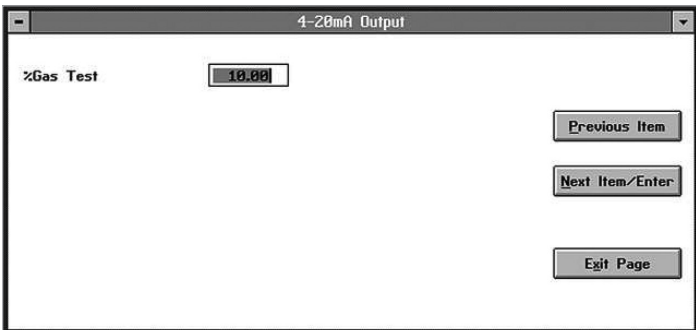 4-20mA Output
%Gas Test 10.00
Previous Item
Next Item/Enter
Exit Page